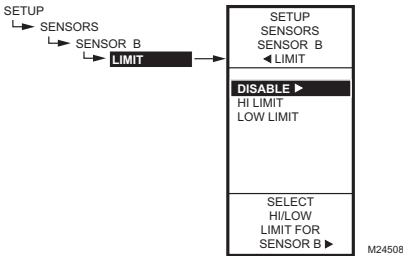 SETUP
SENSORS
SENSOR B
LIMIT
SETUP
SENSORS
SENSOR B
◄ LIMIT
DISABLE ►
HI LIMIT
LOW LIMIT
SELECT
HI/LOW
LIMIT FOR
SENSOR B ►
M24508